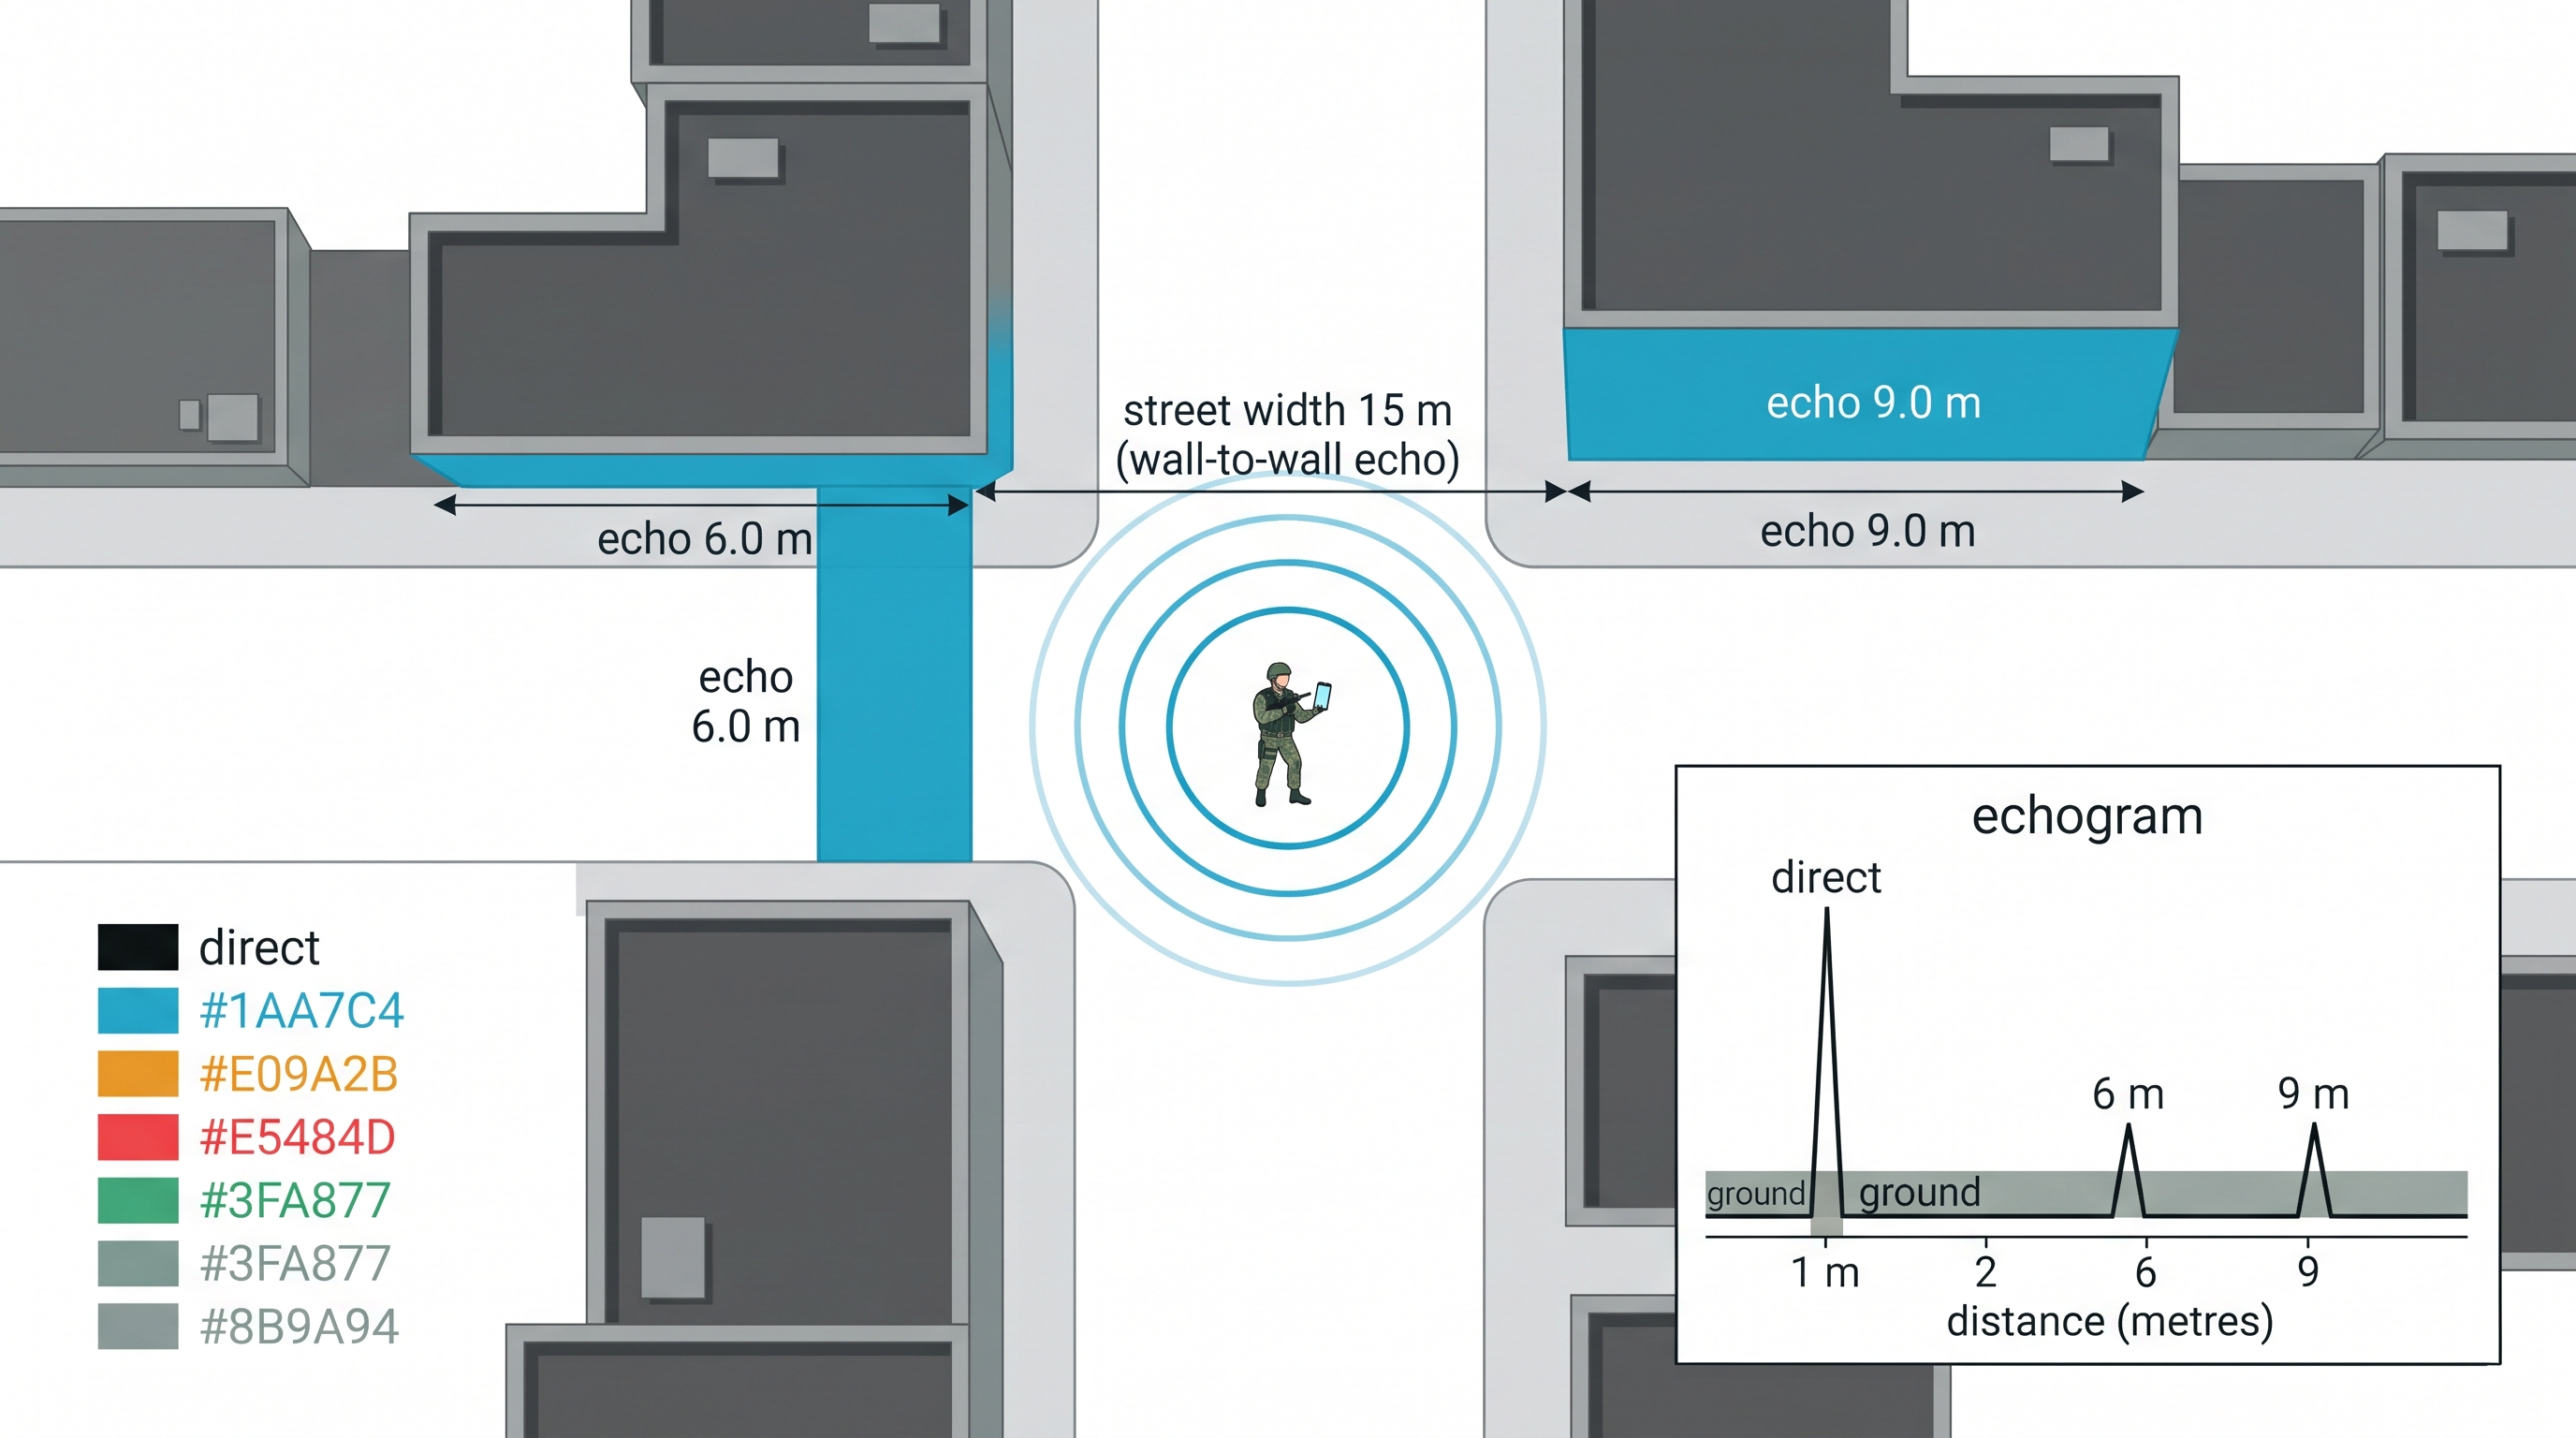 street width 15 m
(wall-to-wall echo)
echo 9.0 m
echo 6.0 m
echo 9.0 m
echo
6.0 m
direct
#1AA7C4
#E09A2B
#E5484D
#3FA877
#3FA877
#8B9A94
echogram
direct
6 m
9 m
ground
ground
1 m
2
6
9
distance (metres)